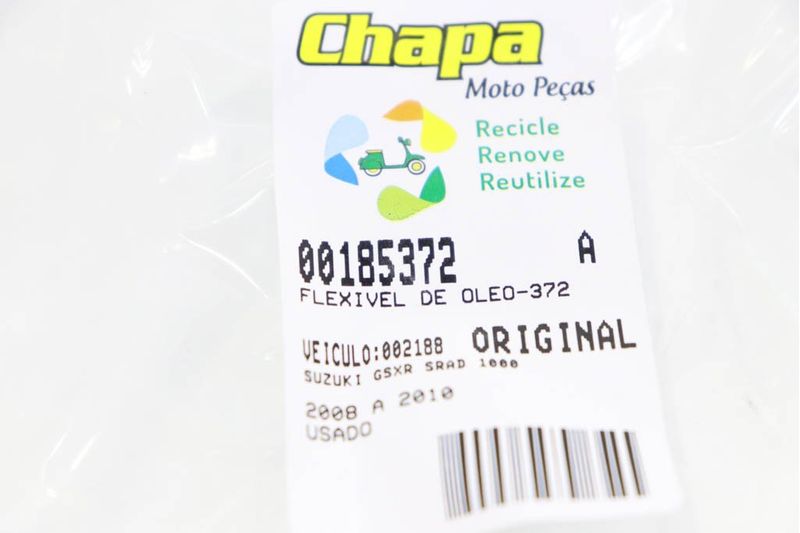 Chapa
Moto Peças
Recicle
Renove
Reutilize
00185372 A
FLEXIVEL DE OLEO-372
VEICULO:002188 ORIGINAL
SUZUKI GSXR SRAD 1000
2008 A 2010
USADO